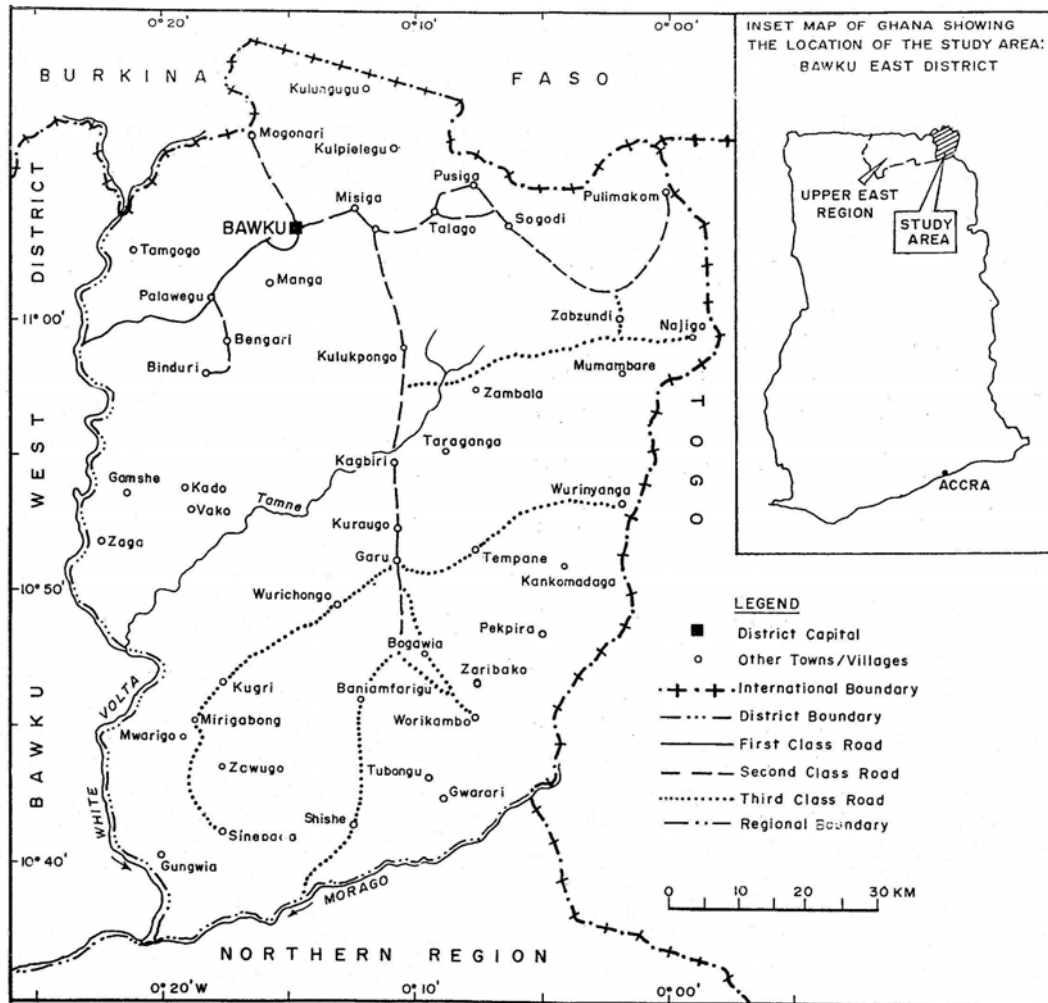 0° 20'
0° 10'
0° 00'
INSET MAP OF GHANA SHOWING
THE LOCATION OF THE STUDY AREA:
BAWKU EAST DISTRICT
BURKINA
FASO
Kulungugu
Mogonari
Kulpielegu
Pusiga
Misiga
Pulimakom
BAWKU
Talago
Sogodi
UPPER EAST
REGION
STUDY
AREA
DISTRICT
Tamgogo
Manga
Palawegu
11° 00'
Zabzundi
Najiga
Bengari
Kulukpongo
Binduri
Mumambare
Zambala
TOGO
WEST
Taraganga
Kagbiri
ACCRA
Gamshe
Kado
Wurinyanga
Vako
Tamne
Zaga
Kuraugo
Garu
Tempane
Kankomadaga
10° 50'
Wurichongo
LEGEND
District Capital
Pekpira
Bogawia
Other Towns/Villages
Zaribako
Kugri
Baniamfarigu
International Boundary
VOLTA
Mirigabong
Worikambo
District Boundary
Mwarigo
First Class Road
BAWKU
Zowugo
Tubongu
Second Class Road
Gwarari
Third Class Road
WHITE
Shishe
Regional Boundary
10° 40'
Gungwia
MORAGO
0 10 20 30 KM
NORTHERN REGION
0° 20'W
0° 10'
0° 00'